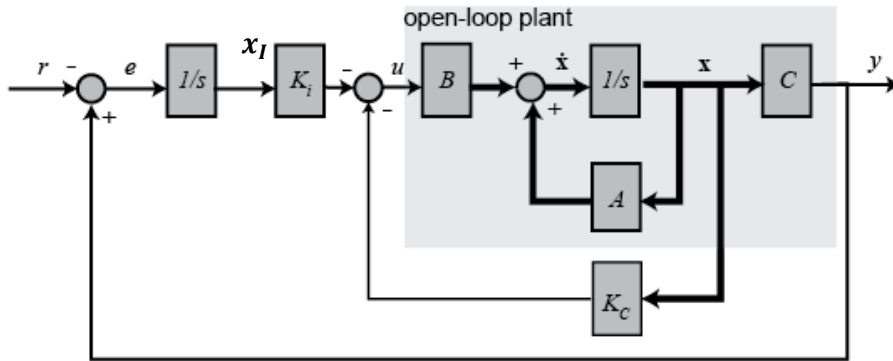 open-loop plant
r
-
+
e
1/s
x_I
K_i
-
-
u
B
+
+
ẋ
1/s
x
C
y
A
K_C